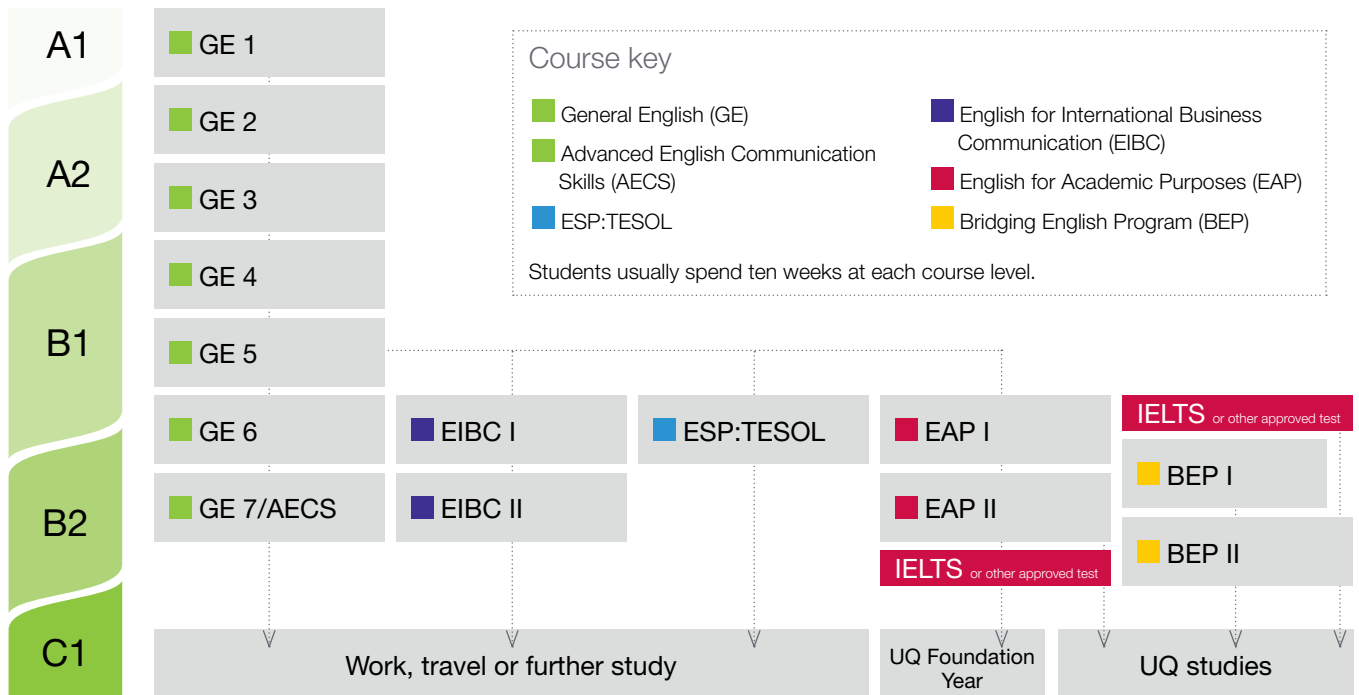 A1
A2
B1
B2
C1
GE 1
GE 2
GE 3
GE 4
GE 5
GE 6
GE 7/AECS
Course key
General English (GE)
Advanced English Communication
Skills (AECS)
ESP:TESOL
English for International Business
Communication (EIBC)
English for Academic Purposes (EAP)
Bridging English Program (BEP)
Students usually spend ten weeks at each course level.
EIBC I
EIBC II
ESP:TESOL
EAP I
EAP II
IELTS or other approved test
IELTS or other approved test
BEP I
BEP II
Work, travel or further study
UQ Foundation
Year
UQ studies